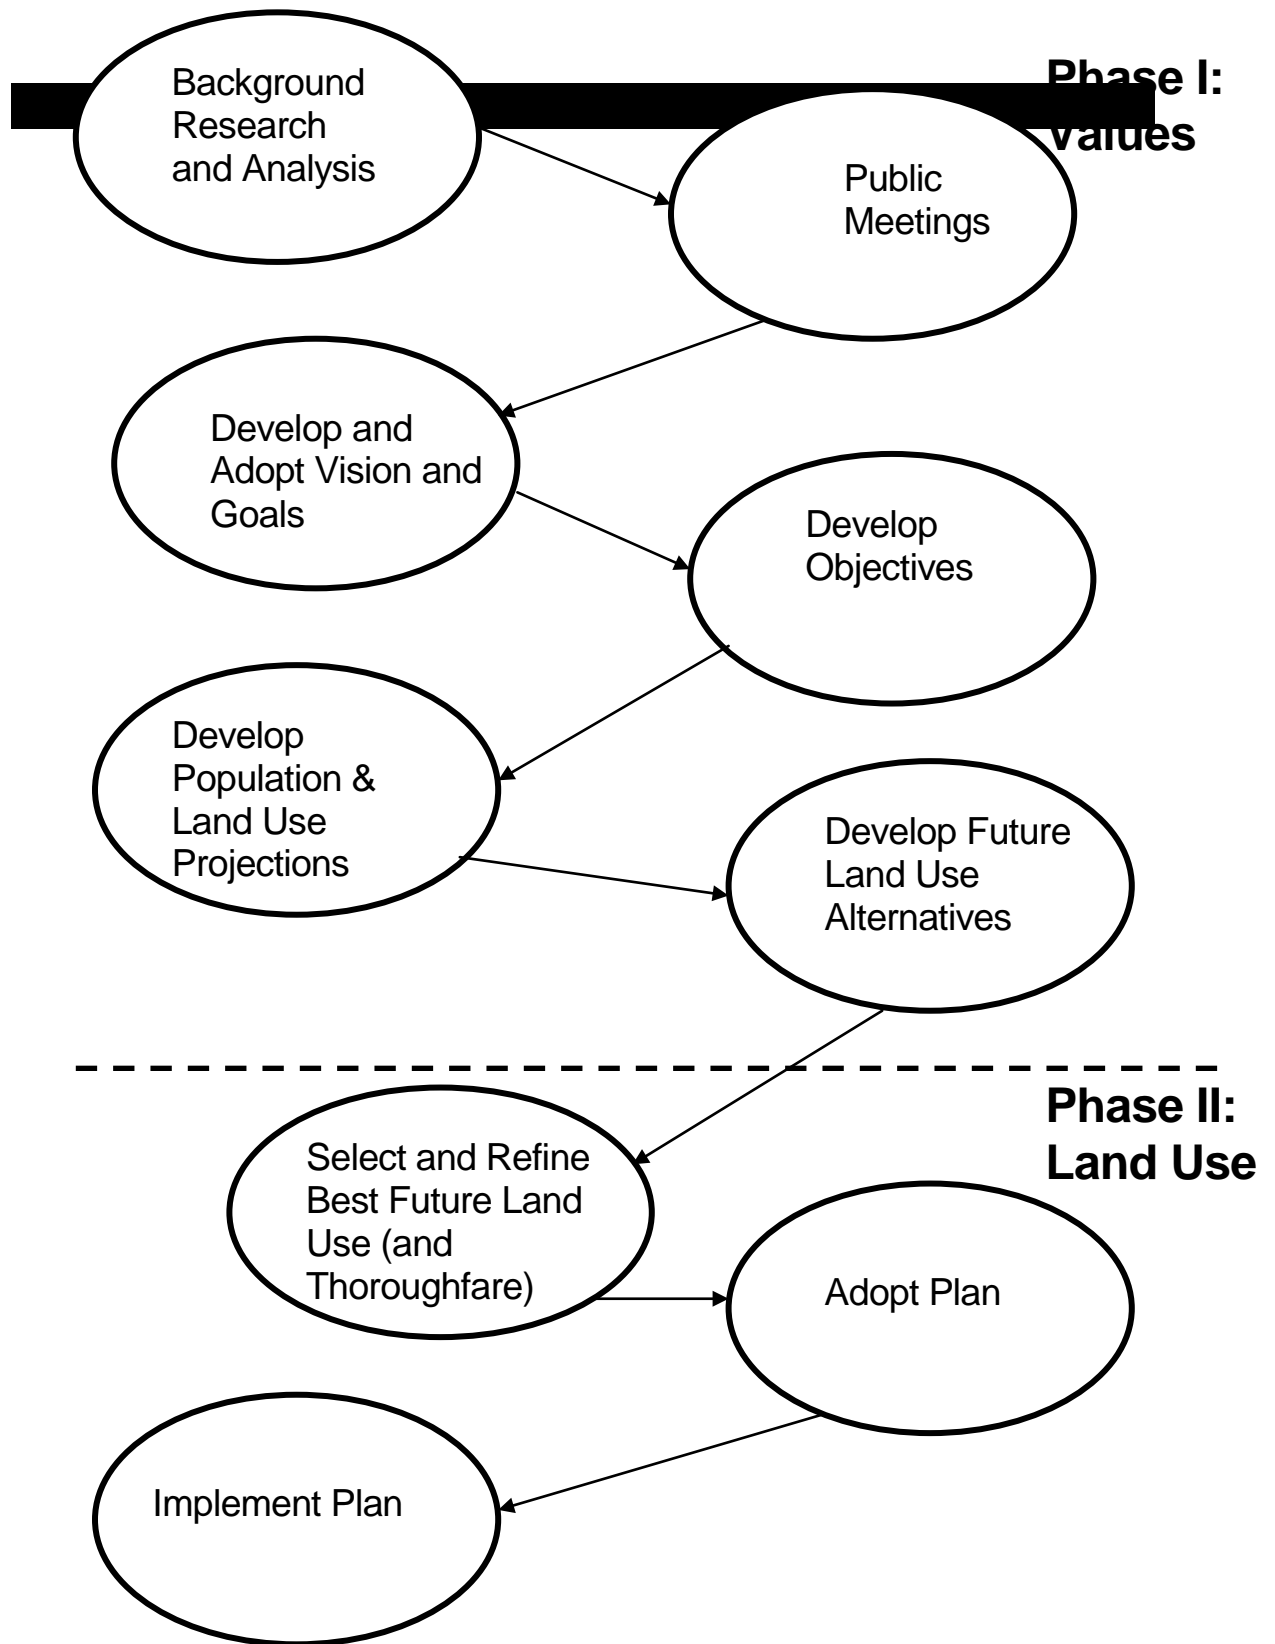 Phase I:
Values
Background
Research
and Analysis
Public
Meetings
Develop and
Adopt Vision and
Goals
Develop
Objectives
Develop
Population &
Land Use
Projections
Develop Future
Land Use
Alternatives
Phase II:
Land Use
Select and Refine
Best Future Land
Use (and
Thoroughfare)
Adopt Plan
Implement Plan